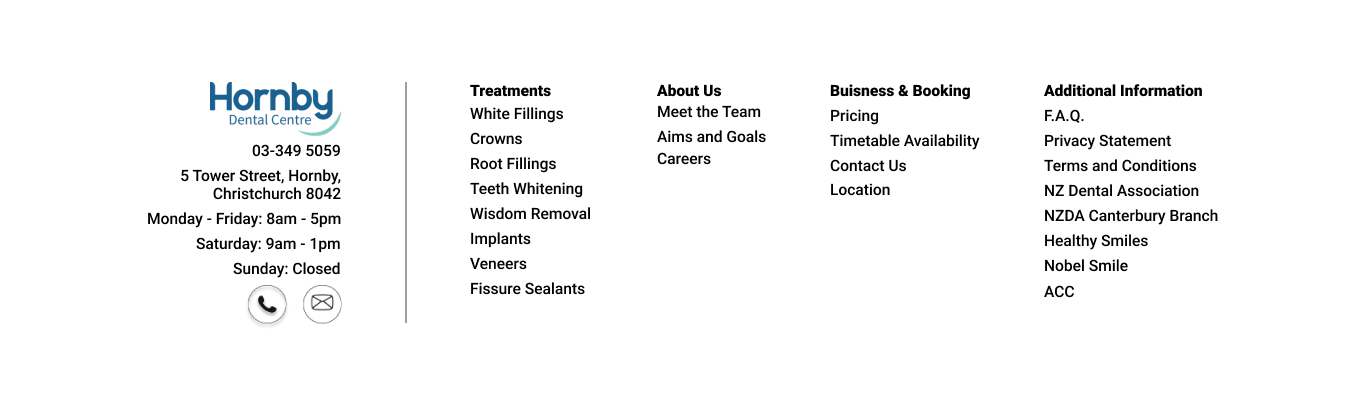 Hornby
Dental Centre
03-349 5059
5 Tower Street, Hornby,
Christchurch 8042
Monday - Friday: 8am - 5pm
Saturday: 9am - 1pm
Sunday: Closed
Treatments
White Fillings
Crowns
Root Fillings
Teeth Whitening
Wisdom Removal
Implants
Veneers
Fissure Sealants
About Us
Meet the Team
Aims and Goals
Careers
Buisness & Booking
Pricing
Timetable Availability
Contact Us
Location
Additional Information
F.A.Q.
Privacy Statement
Terms and Conditions
NZ Dental Association
NZDA Canterbury Branch
Healthy Smiles
Nobel Smile
ACC